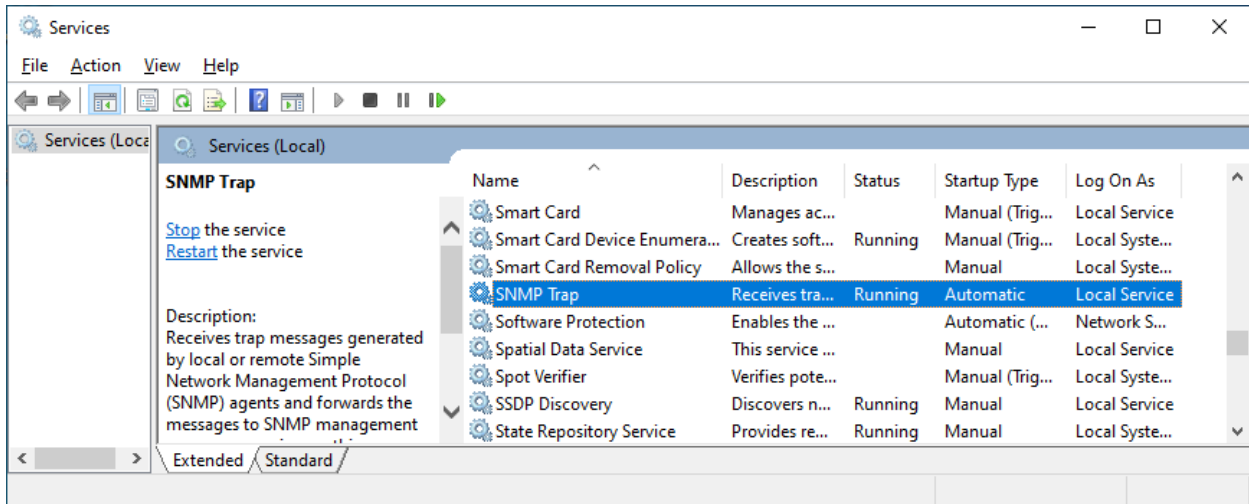 Services
File Action View Help
Services (Loca
Services (Local)
SNMP Trap
Stop the service
Restart the service
Description:
Receives trap messages generated
by local or remote Simple
Network Management Protocol
(SNMP) agents and forwards the
messages to SNMP management
Name Description Status Startup Type Log On As
Smart Card Manages ac... Manual (Trig... Local Service
Smart Card Device Enumera... Creates soft... Running Manual (Trig... Local Syste...
Smart Card Removal Policy Allows the s... Manual Local Syste...
SNMP Trap Receives tra... Running Automatic Local Service
Software Protection Enables the ... Automatic (... Network S...
Spatial Data Service This service ... Manual Local Service
Spot Verifier Verifies pote... Manual (Trig... Local Syste...
SSDP Discovery Discovers n... Running Manual Local Service
State Repository Service Provides re... Running Manual Local Syste...
Extended Standard